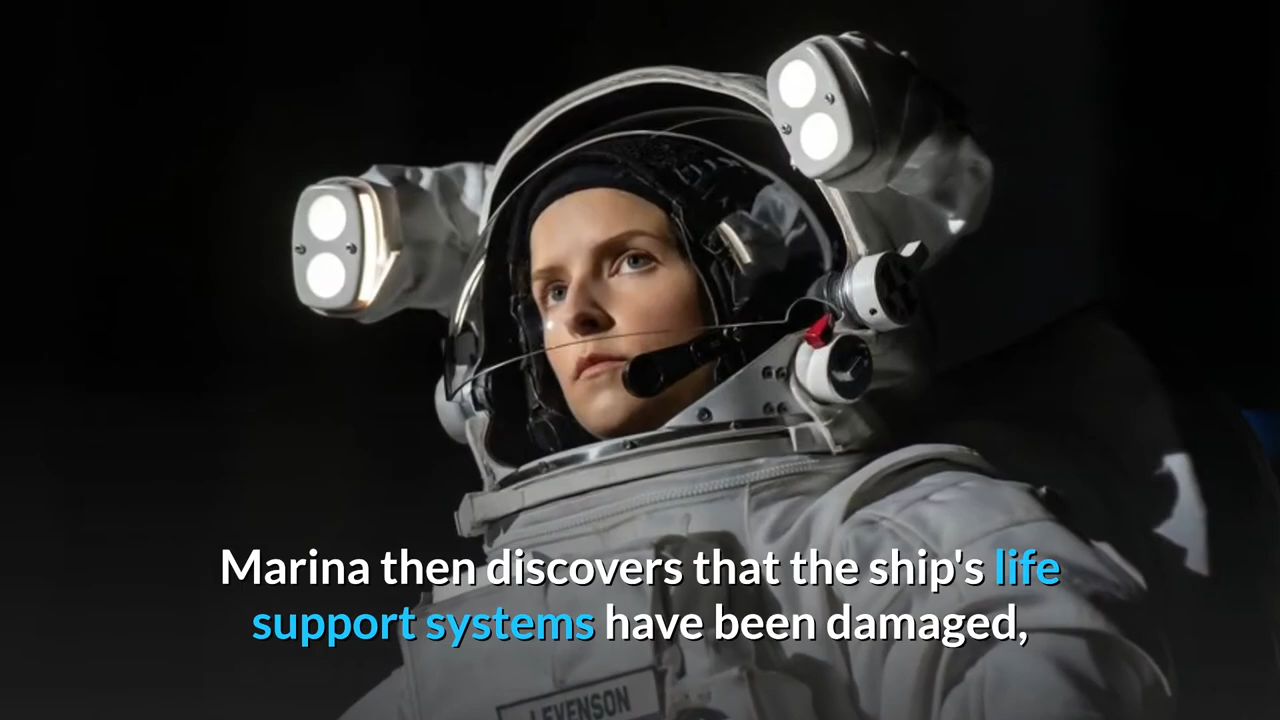 Marina then discovers that the ship's life
support systems have been damaged,
LEVENSON